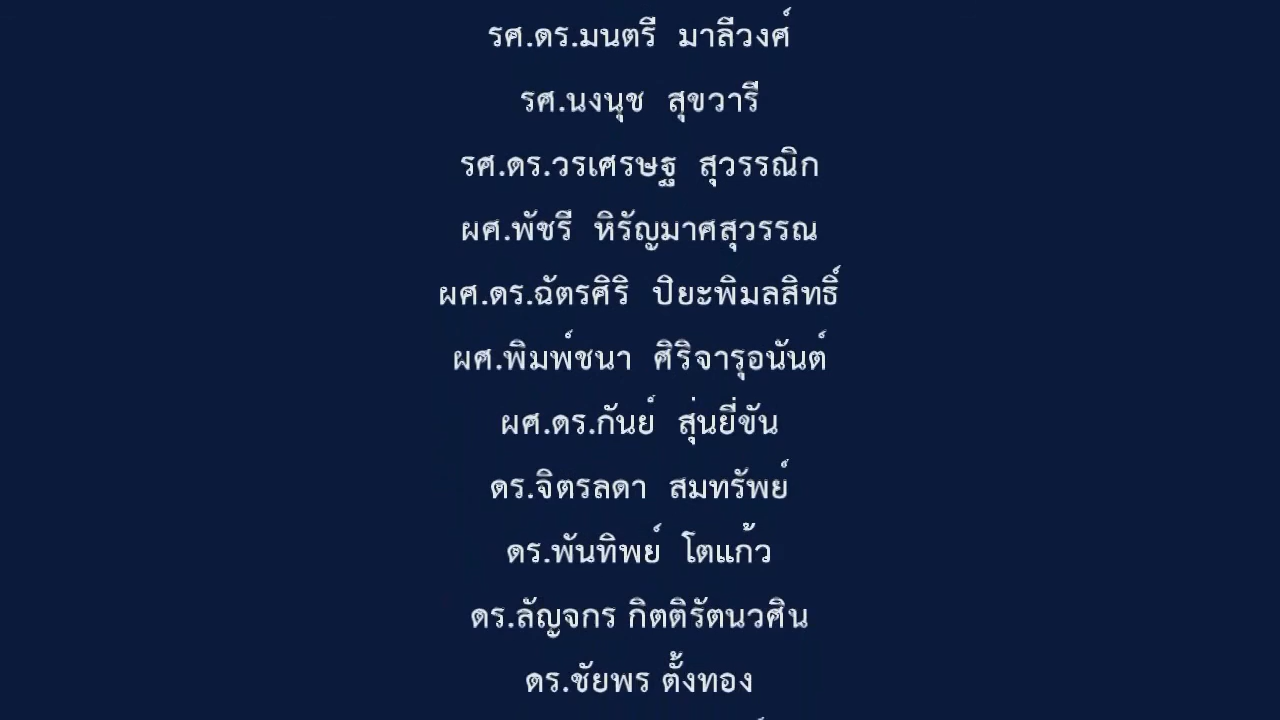 รศ.ดร.มนตรี มาลีวงศ์
รศ.นงนุช สุขวารี
รศ.ดร.วรเศรษฐ สุวรรณิก
ผศ.พัชรี หิรัญมาศสุวรรณ
ผศ.ดร.ฉัตรศิริ ปิยะพิมลสิทธิ์
ผศ.พิมพ์ชนา ศิริจารุอนันต์
ผศ.ดร.กันย์ สุ่นยี่ขัน
ดร.จิตรลดา สมทรัพย์
ดร.พันทิพย์ โตแก้ว
ดร.ลัญจกร กิตติรัตนวศิน
ดร.ชัยพร ตั้งทอง